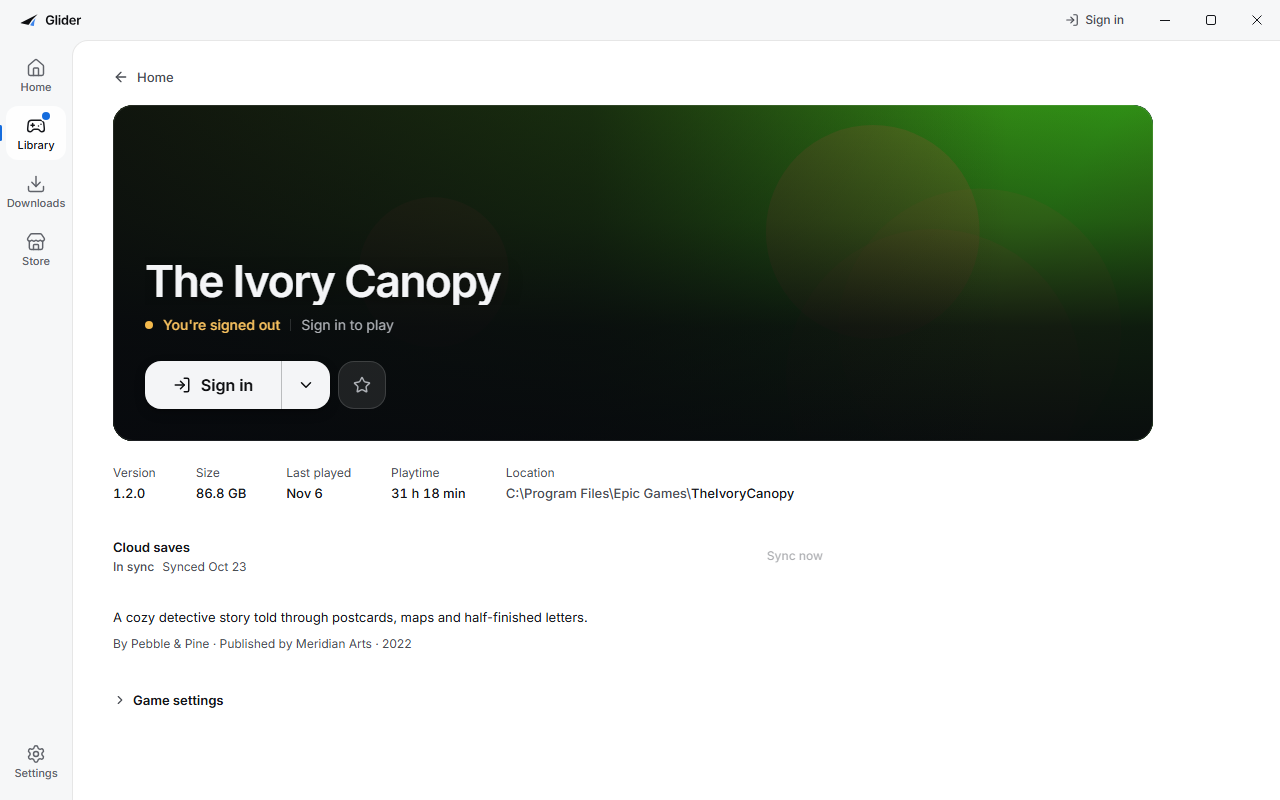 Glider
Sign in
Home
Library
Downloads
Store
Settings
Home
The Ivory Canopy
You're signed out
Sign in to play
Sign in
Version
1.2.0
Size
86.8 GB
Last played
Nov 6
Playtime
31 h 18 min
Location
C:\Program Files\Epic Games\TheIvoryCanopy
Cloud saves
In sync Synced Oct 23
Sync now
A cozy detective story told through postcards, maps and half-finished letters.
By Pebble & Pine · Published by Meridian Arts · 2022
Game settings